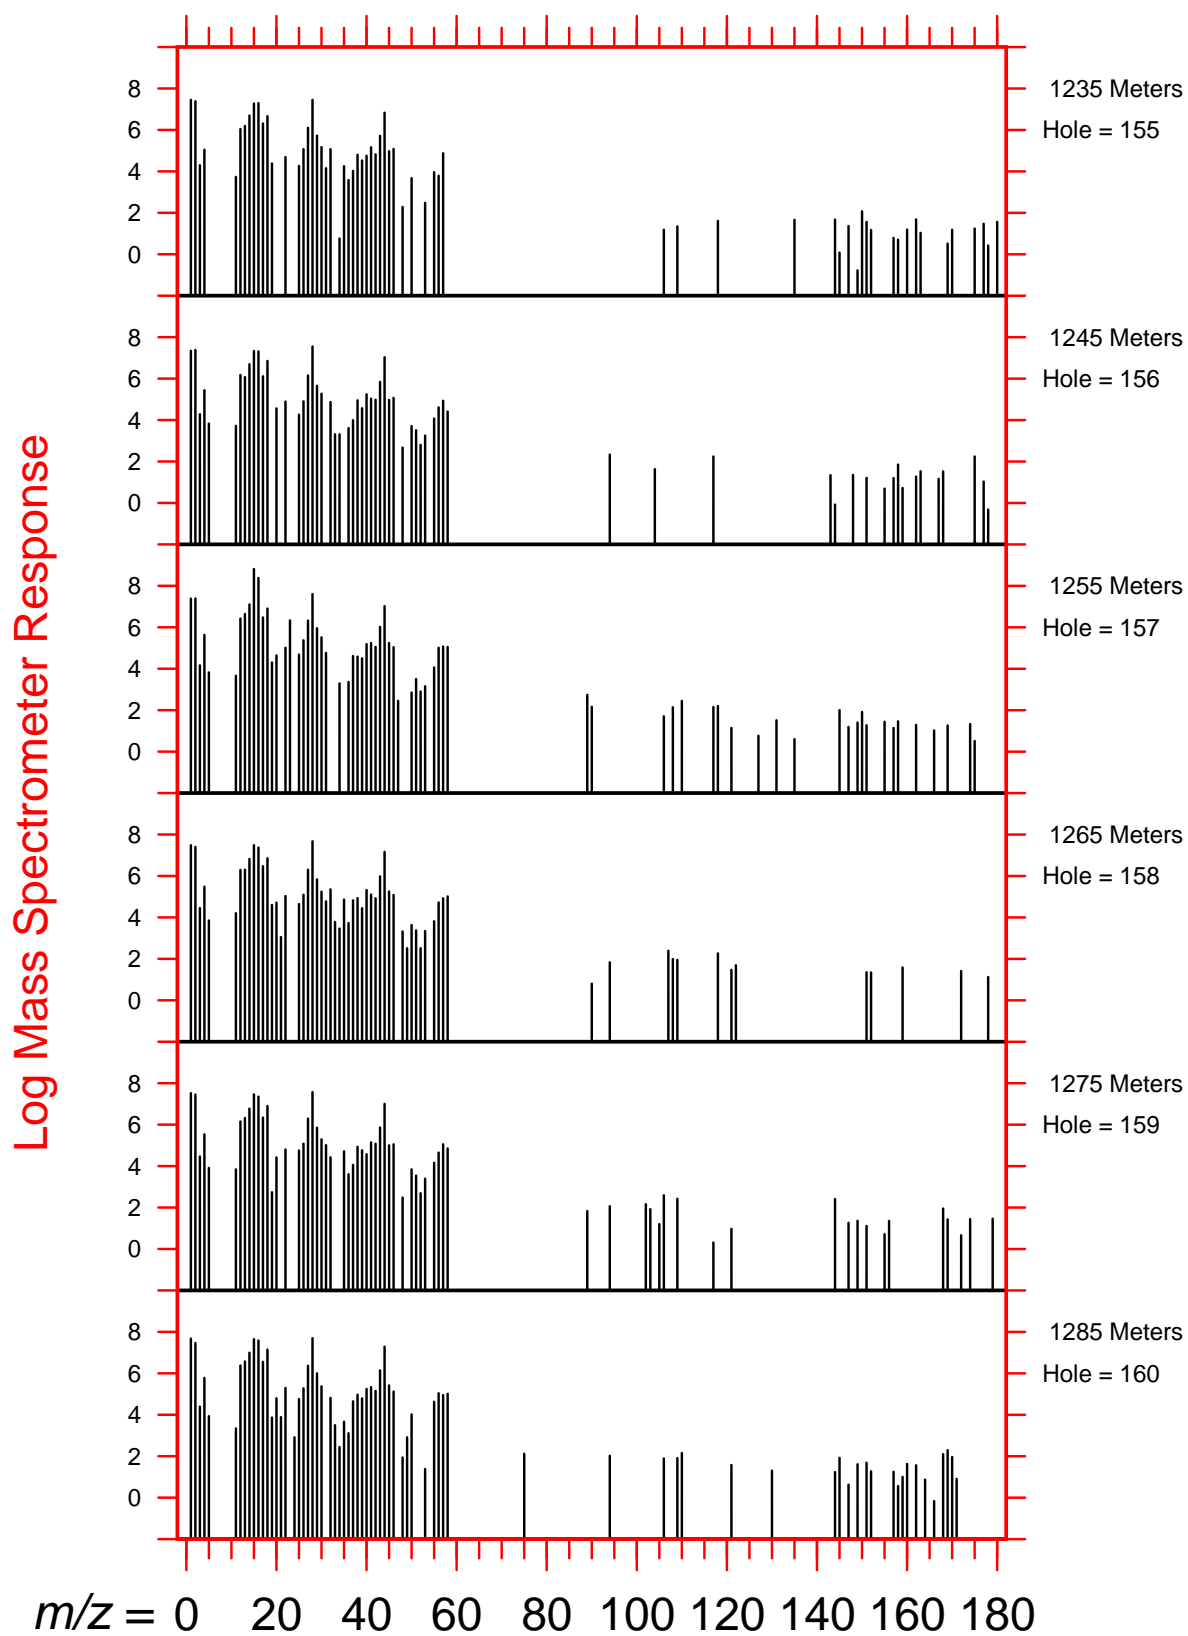 Log Mass Spectrometer Response
8
6
4
2
0
1235 Meters
Hole = 155
8
6
4
2
0
1245 Meters
Hole = 156
8
6
4
2
0
1255 Meters
Hole = 157
8
6
4
2
0
1265 Meters
Hole = 158
8
6
4
2
0
1275 Meters
Hole = 159
8
6
4
2
0
1285 Meters
Hole = 160
m/z = 0 20 40 60 80 100 120 140 160 180